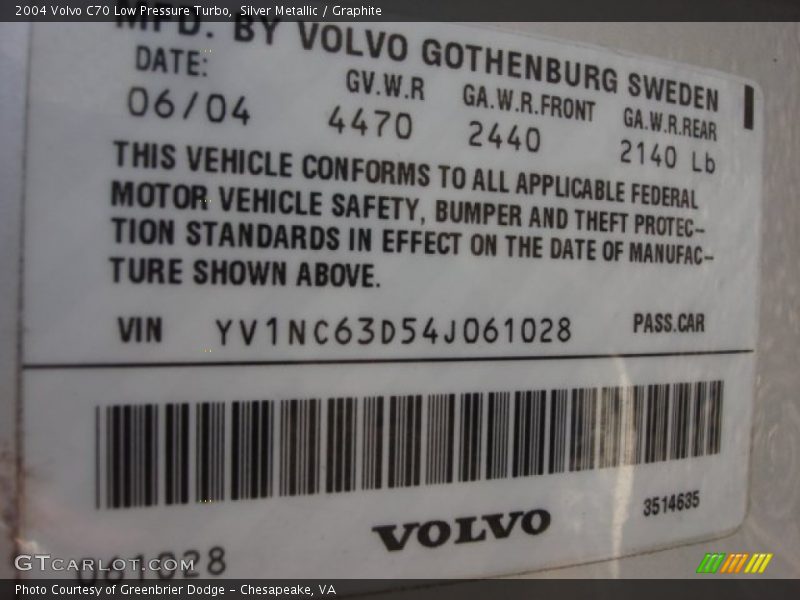 2004 Volvo C70 Low Pressure Turbo, Silver Metallic / Graphite
MFD. BY VOLVO GOTHENBURG SWEDEN
DATE: GV.W.R GA.W.R.FRONT GA.W.R.REAR
06/04 4470 2440 2140 Lb
THIS VEHICLE CONFORMS TO ALL APPLICABLE FEDERAL
MOTOR VEHICLE SAFETY, BUMPER AND THEFT PROTEC-
TION STANDARDS IN EFFECT ON THE DATE OF MANUFAC-
TURE SHOWN ABOVE.
VIN YV1NC63D54J061028 PASS.CAR
VOLVO 3514635
061028
GTCARLOT.COM
Photo Courtesy of Greenbrier Dodge - Chesapeake, VA